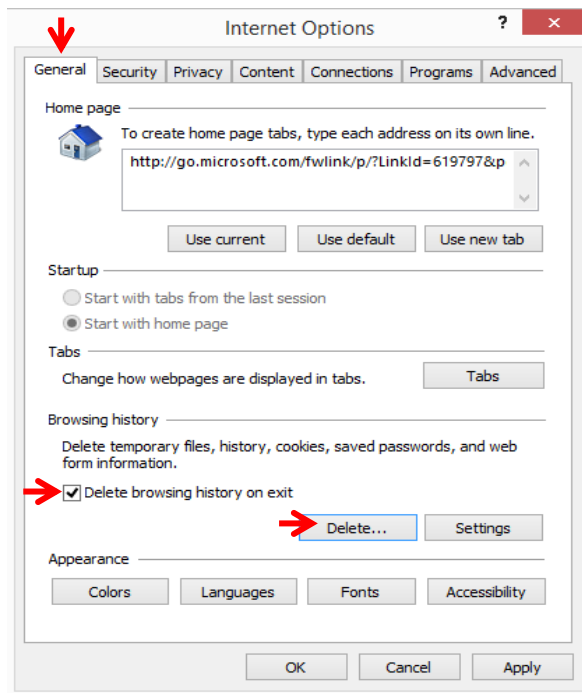 Internet Options
?
×
General Security Privacy Content Connections Programs Advanced
Home page
To create home page tabs, type each address on its own line.
http://go.microsoft.com/fwlink/p/?LinkId=619797&p
Use current Use default Use new tab
Startup
Start with tabs from the last session
Start with home page
Tabs
Change how webpages are displayed in tabs. Tabs
Browsing history
Delete temporary files, history, cookies, saved passwords, and web
form information.
Delete browsing history on exit
Delete... Settings
Appearance
Colors Languages Fonts Accessibility
OK Cancel Apply